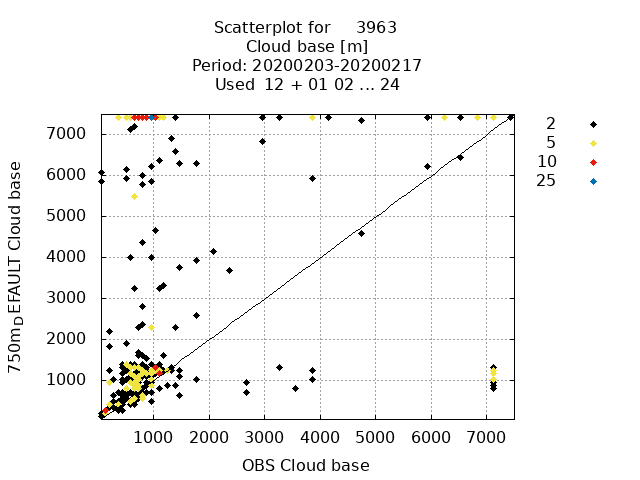 Scatterplot for 3963
Cloud base [m]
Period: 20200203-20200217
Used 12 + 01 02 ... 24
2
5
10
25
750mDEFAULT Cloud base
7000
6000
5000
4000
3000
2000
1000
1000 2000 3000 4000 5000 6000 7000
OBS Cloud base